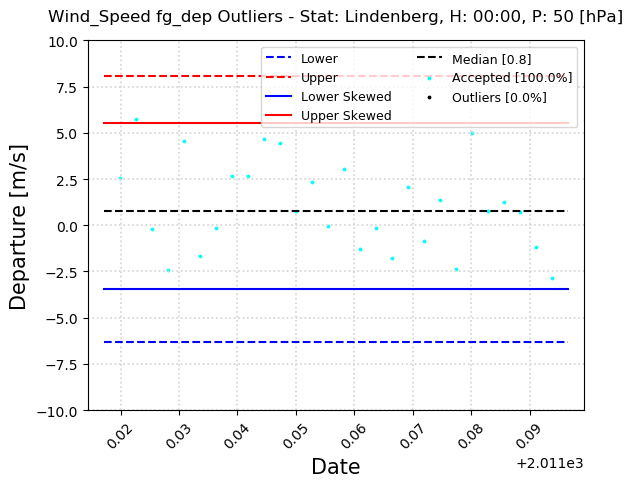 Wind_Speed fg_dep Outliers - Stat: Lindenberg, H: 00:00, P: 50 [hPa]
Departure [m/s]
10.0
7.5
5.0
2.5
0.0
−2.5
−5.0
−7.5
−10.0
Lower
Upper
Lower Skewed
Upper Skewed
Median [0.8]
Accepted [100.0%]
Outliers [0.0%]
0.02
0.03
0.04
0.05
0.06
0.07
0.08
0.09
+2.011e3
Date